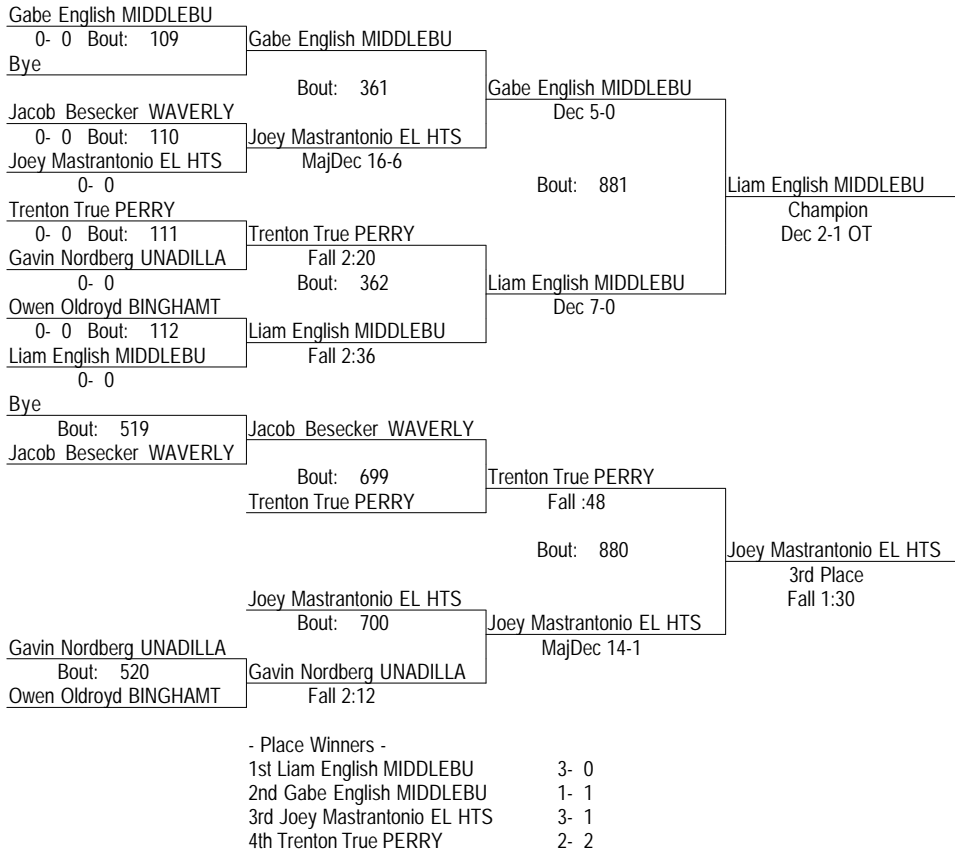 Gabe English MIDDLEBU
0- 0 Bout: 109
Gabe English MIDDLEBU
Bye
Bout: 361
Gabe English MIDDLEBU
Dec 5-0
Jacob Besecker WAVERLY
0- 0 Bout: 110
Joey Mastrantonio EL HTS
Joey Mastrantonio EL HTS
MajDec 16-6
0- 0
Bout: 881
Liam English MIDDLEBU
Champion
Dec 2-1 OT
Trenton True PERRY
0- 0 Bout: 111
Trenton True PERRY
Gavin Nordberg UNADILLA
Fall 2:20
0- 0
Bout: 362
Liam English MIDDLEBU
Dec 7-0
Owen Oldroyd BINGHAMT
0- 0 Bout: 112
Liam English MIDDLEBU
Liam English MIDDLEBU
Fall 2:36
0- 0
Bye
Bout: 519
Jacob Besecker WAVERLY
Jacob Besecker WAVERLY
Bout: 699
Trenton True PERRY
Trenton True PERRY
Fall :48
Bout: 880
Joey Mastrantonio EL HTS
3rd Place
Fall 1:30
Joey Mastrantonio EL HTS
Bout: 700
Joey Mastrantonio EL HTS
MajDec 14-1
Gavin Nordberg UNADILLA
Bout: 520
Gavin Nordberg UNADILLA
Owen Oldroyd BINGHAMT
Fall 2:12
- Place Winners -
1st Liam English MIDDLEBU 3- 0
2nd Gabe English MIDDLEBU 1- 1
3rd Joey Mastrantonio EL HTS 3- 1
4th Trenton True PERRY 2- 2